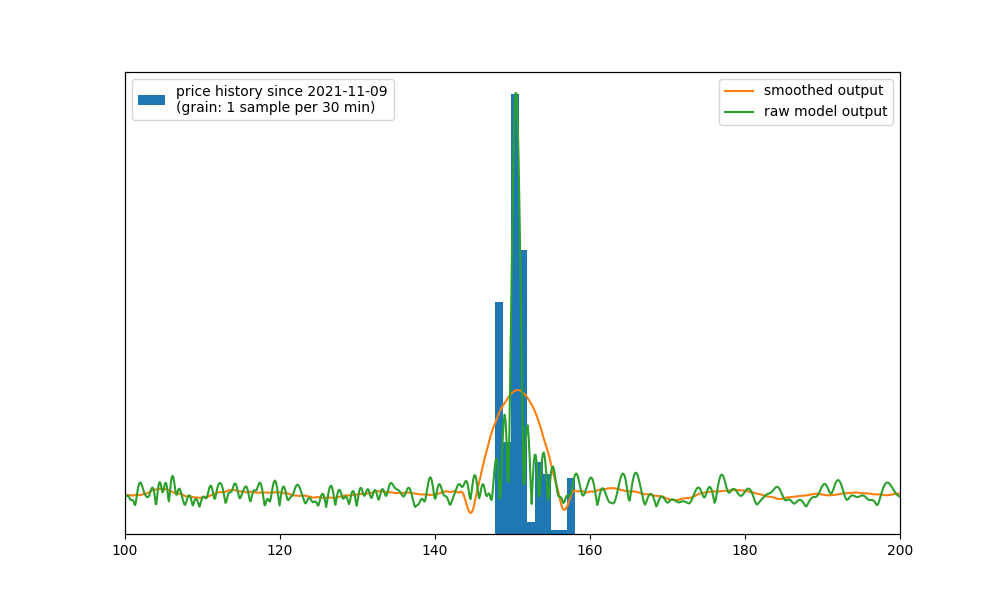 price history since 2021-11-09
(grain: 1 sample per 30 min)
smoothed output
raw model output
100
120
140
160
180
200